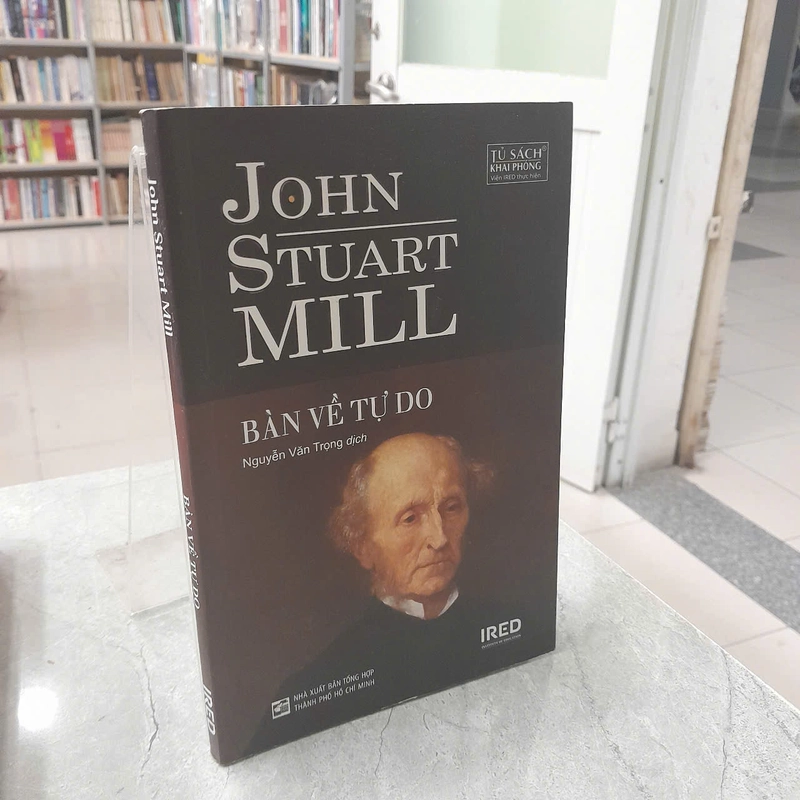 JOHN
STUART
MILL
TỦ SÁCH
KHAI PHÓNG
Viện IRED thực hiện
BÀN VỀ TỰ DO
Nguyễn Văn Trọng dịch
IRED
NHÀ XUẤT BẢN TỔNG HỢP
THÀNH PHỐ HỒ CHÍ MINH
John Stuart Mill
BÀN VỀ TỰ DO
IRED